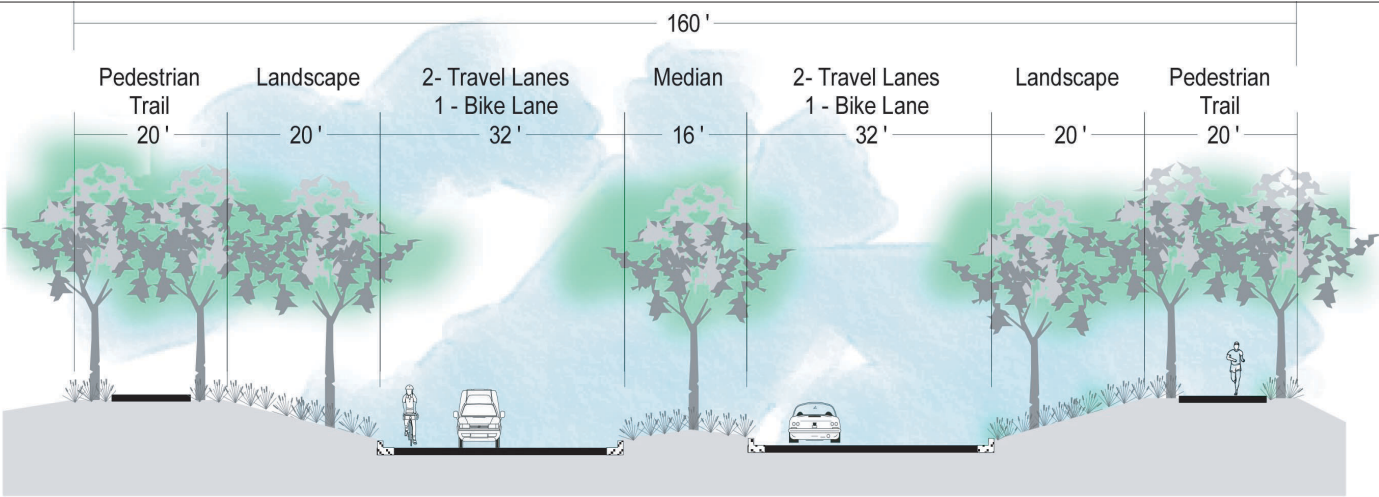 160 '
Pedestrian
Trail
20 '
Landscape
20 '
2- Travel Lanes
1 - Bike Lane
32 '
Median
16 '
2- Travel Lanes
1 - Bike Lane
32 '
Landscape
20 '
Pedestrian
Trail
20 '